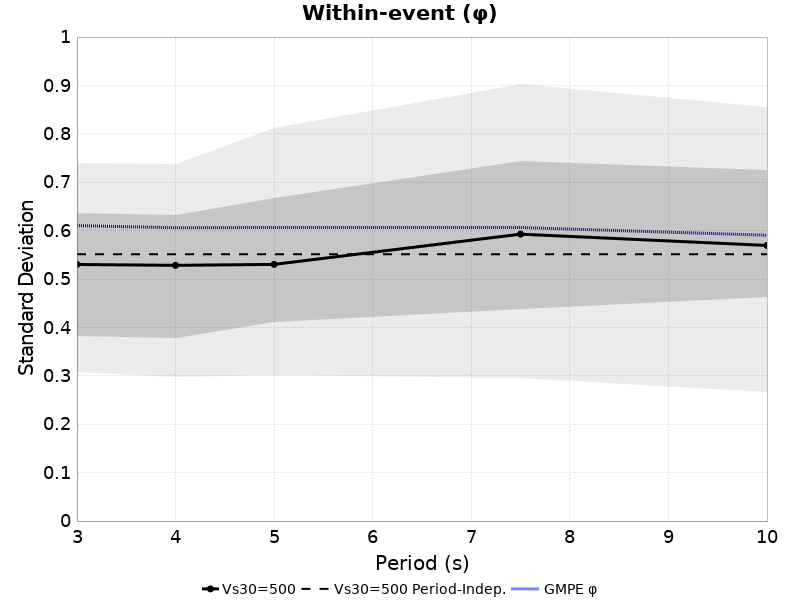 Within-event (φ)
1
0.9
0.8
0.7
0.6
0.5
0.4
0.3
0.2
0.1
0
Standard Deviation
3 4 5 6 7 8 9 10
Period (s)
Vs30=500 Vs30=500 Period-Indep. GMPE φ